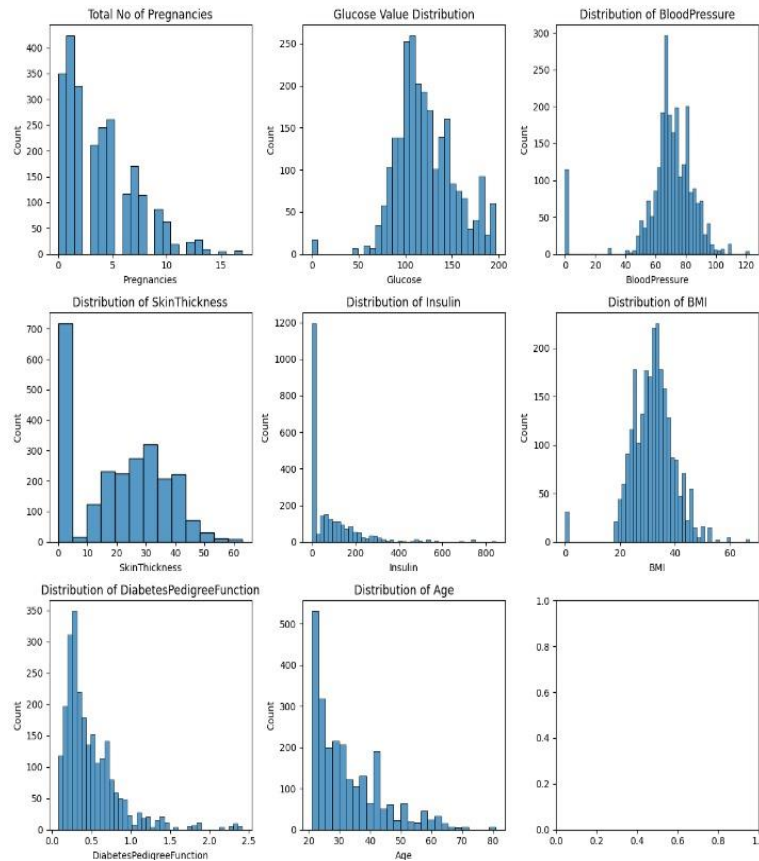 Total No of Pregnancies
400
350
300
250
200
150
100
50
0
Count
0 5 10 15
Pregnancies
Glucose Value Distribution
250
200
150
100
50
0
Count
0 50 100 150 200
Glucose
Distribution of BloodPressure
300
250
200
150
100
50
0
Count
0 20 40 60 80 100 120
BloodPressure
Distribution of SkinThickness
700
600
500
400
300
200
100
0
Count
0 10 20 30 40 50 60
SkinThickness
Distribution of Insulin
1200
1000
800
600
400
200
0
Count
0 200 400 600 800
Insulin
Distribution of BMI
200
150
100
50
0
Count
0 20 40 60
BMI
Distribution of DiabetesPedigreeFunction
350
300
250
200
150
100
50
0
Count
0.0 0.5 1.0 1.5 2.0 2.5
DiabetesPedigreeFunction
Distribution of Age
500
400
300
200
100
0
Count
20 30 40 50 60 70 80
Age
1.0
0.8
0.6
0.4
0.2
0.0
0.0 0.2 0.4 0.6 0.8 1.0